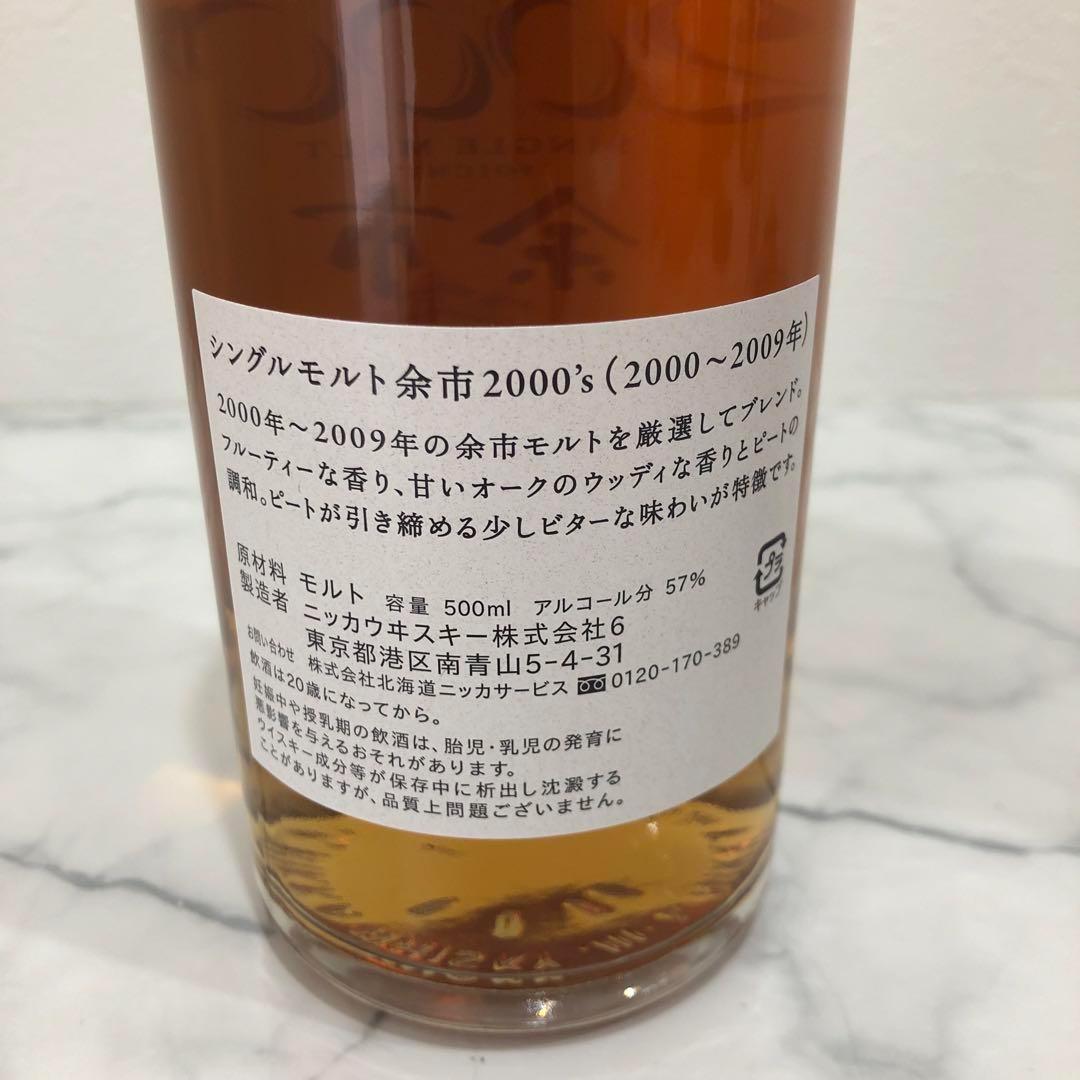 SINGLE MALT
余市
シングルモルト余市2000’s（2000〜2009年）
2000年〜2009年の余市モルトを厳選してブレンド。
フルーティーな香り、甘いオークのウッディな香りとピートの
調和。ピートが引き締める少しビターな味わいが特徴です。
原材料 モルト 容量 500ml アルコール分 57%
製造者 ニッカウヰスキー株式会社6
東京都港区南青山5-4-31
お問い合わせ 株式会社北海道ニッカサービス 0120-170-389
飲酒は20歳になってから。
妊娠中や授乳期の飲酒は、胎児・乳児の発育に
悪影響を与えるおそれがあります。
ウイスキー成分等が保存中に析出し沈澱する
ことがありますが、品質上問題ございません。
プラ
キャップ